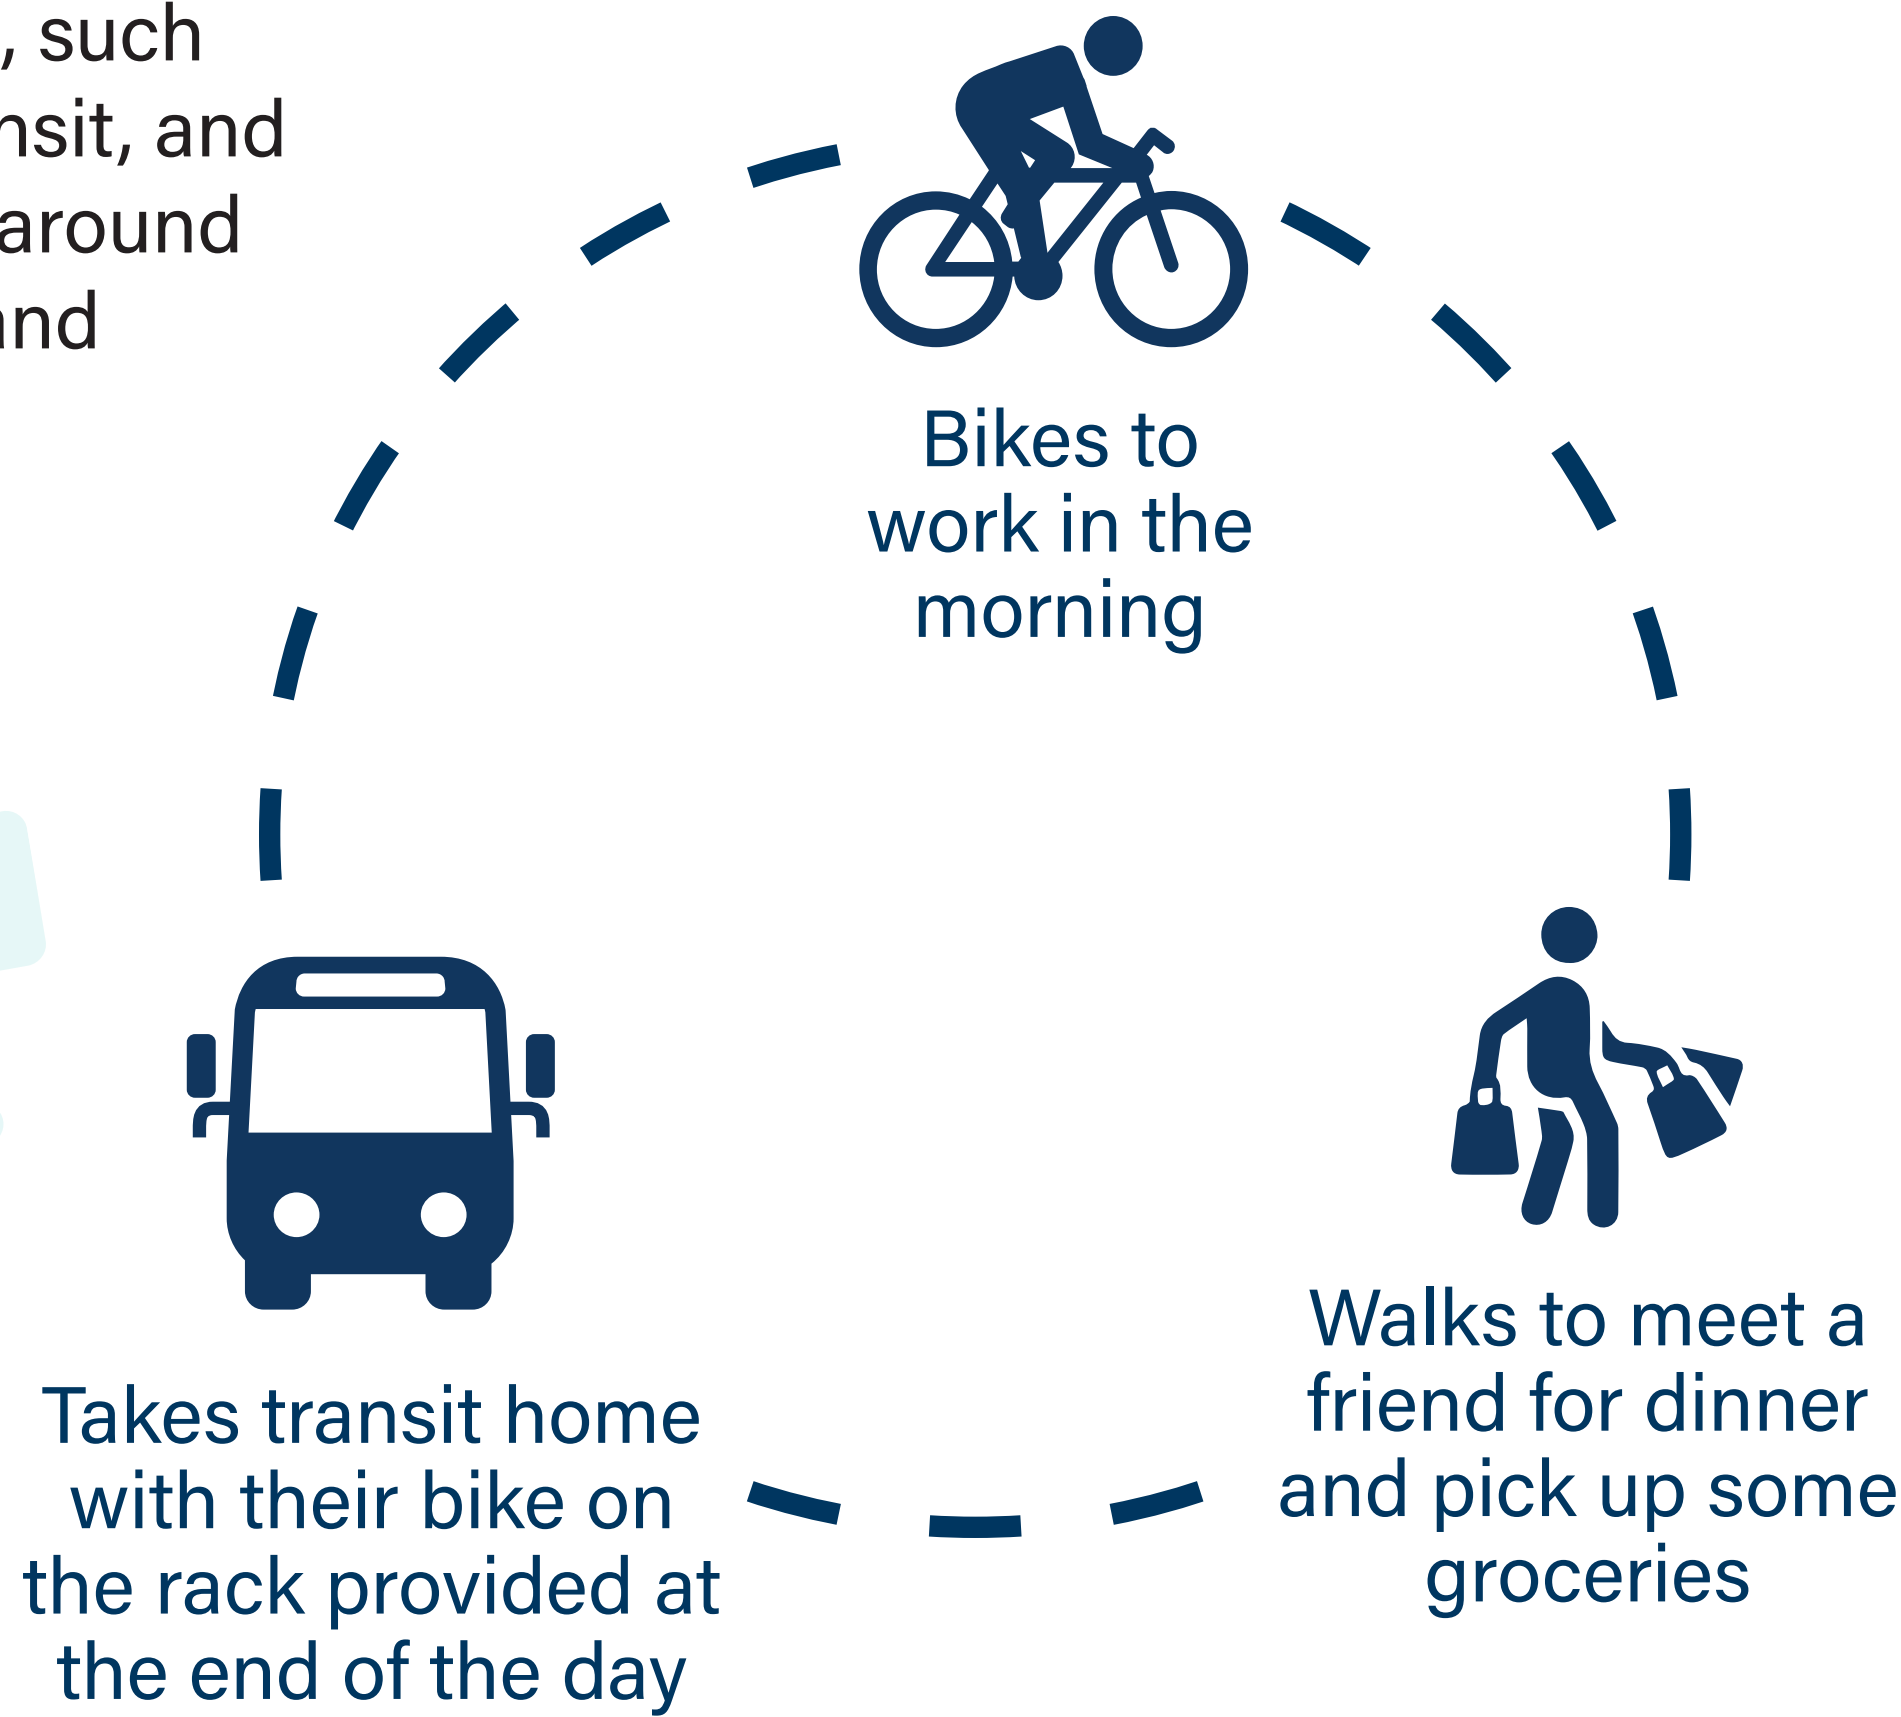 , such
nsit, and
around
and
Bikes to
work in the
morning
Walks to meet a
friend for dinner
and pick up some
groceries
Takes transit home
with their bike on
the rack provided at
the end of the day